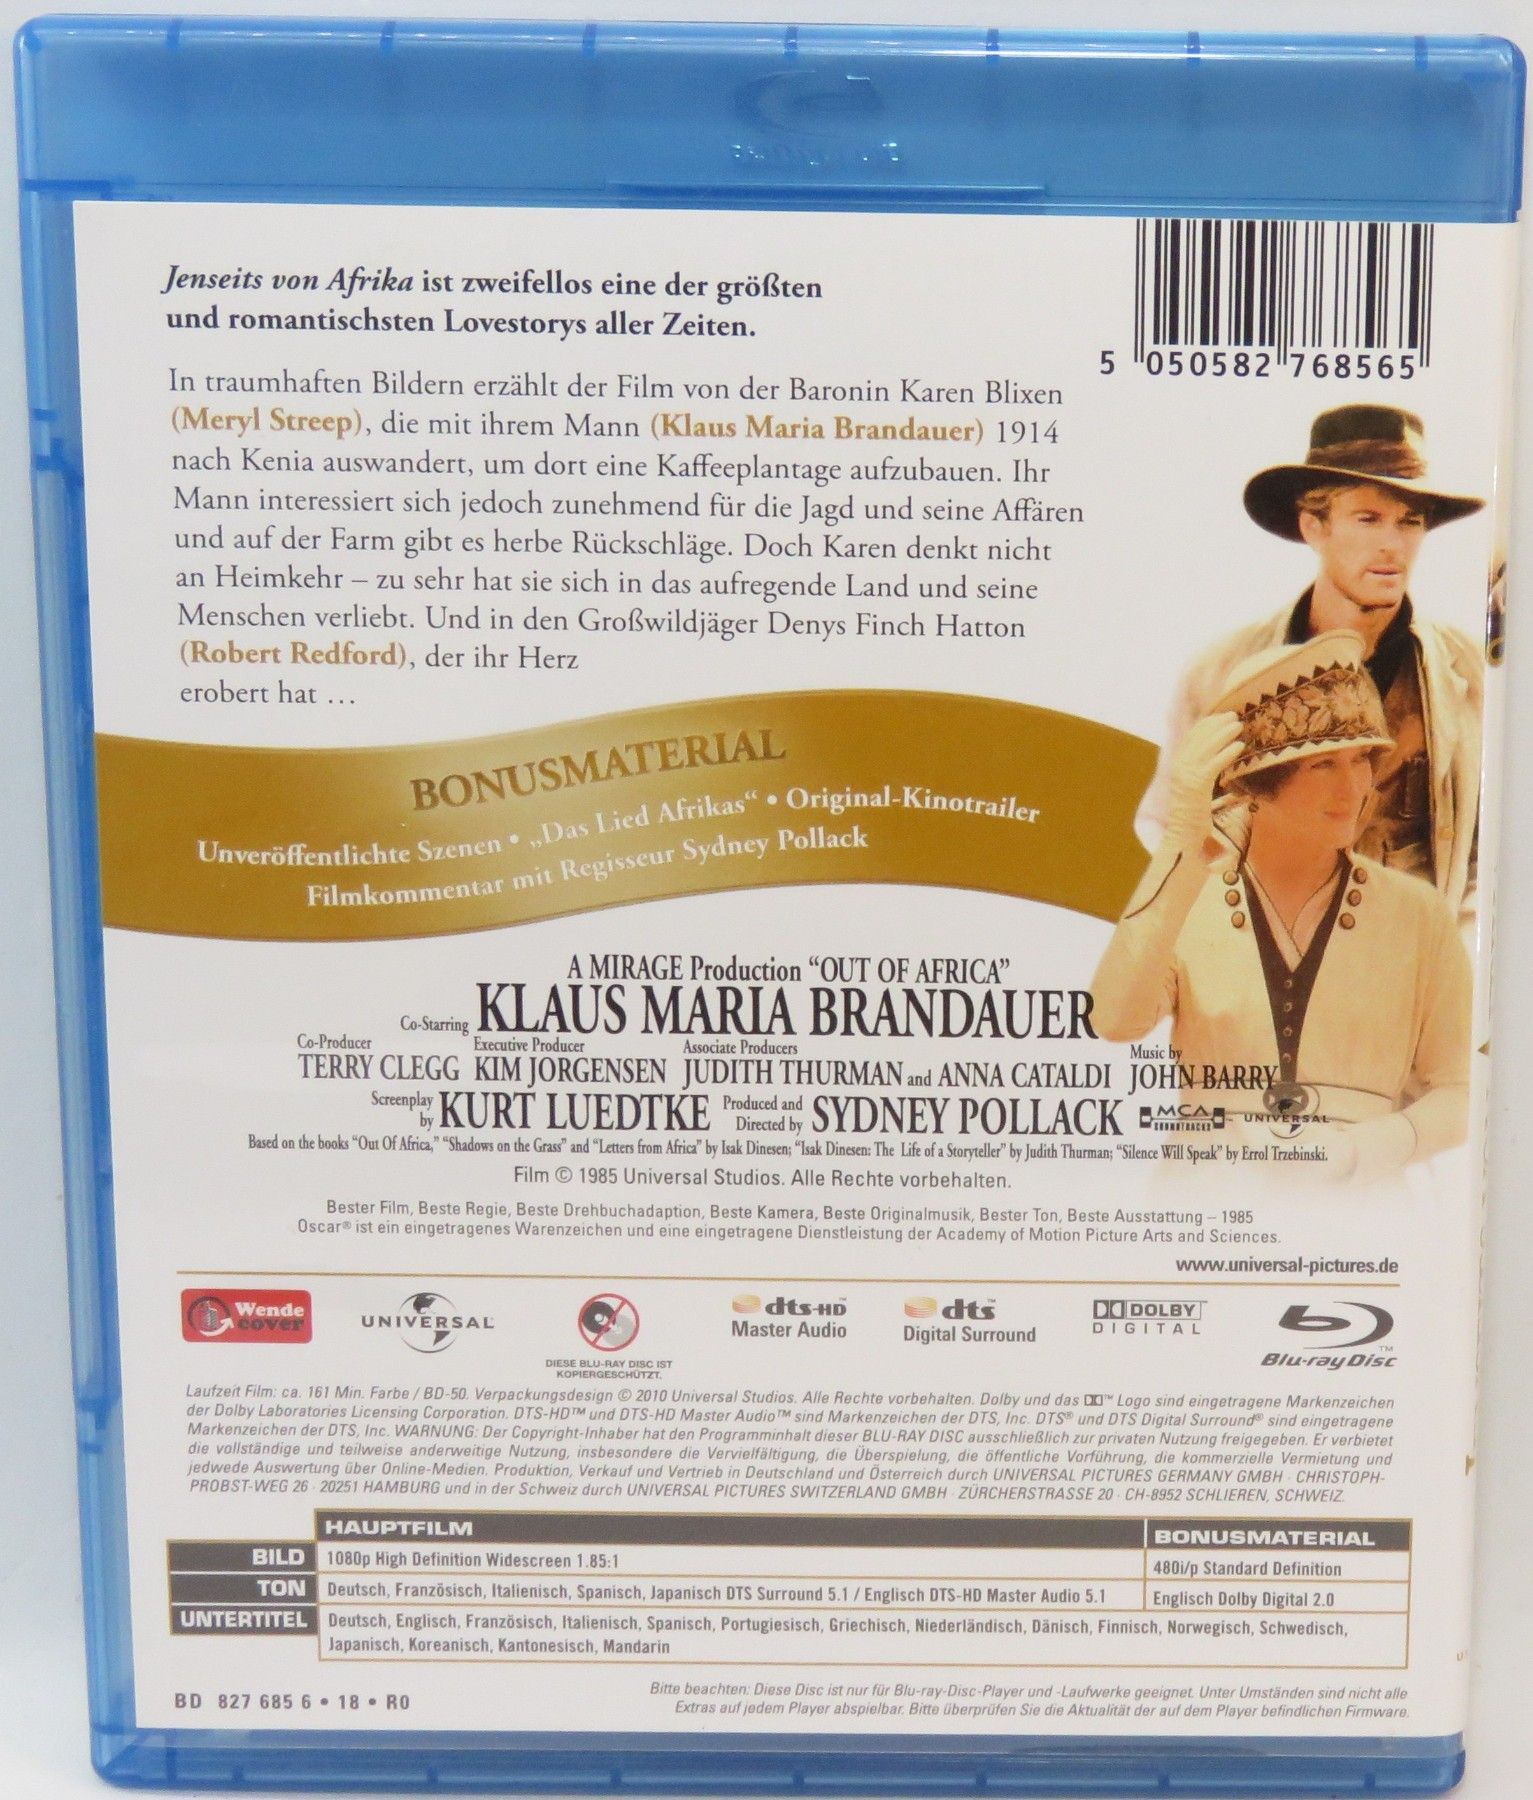 Jenseits von Afrika ist zweifellos eine der größten
und romantischsten Lovestorys aller Zeiten.
5 050582 768565
In traumhaften Bildern erzählt der Film von der Baronin Karen Blixen
(Meryl Streep), die mit ihrem Mann (Klaus Maria Brandauer) 1914
nach Kenia auswandert, um dort eine Kaffeeplantage aufzubauen. Ihr
Mann interessiert sich jedoch zunehmend für die Jagd und seine Affären
und auf der Farm gibt es herbe Rückschläge. Doch Karen denkt nicht
an Heimkehr – zu sehr hat sie sich in das aufregende Land und seine
Menschen verliebt. Und in den Großwildjäger Denys Finch Hatton
(Robert Redford), der ihr Herz
erobert hat …
BONUSMATERIAL
Unveröffentlichte Szenen • „Das Lied Afrikas“ • Original-Kinotrailer
Filmkommentar mit Regisseur Sydney Pollack
A MIRAGE Production “OUT OF AFRICA”
Co-Starring KLAUS MARIA BRANDAUER
Co-Producer Executive Producer Associate Producers Music by
TERRY CLEGG KIM JORGENSEN JUDITH THURMAN and ANNA CATALDI JOHN BARRY
Screenplay by KURT LUEDTKE Produced and Directed by SYDNEY POLLACK MCA SOUNDTRACKS UNIVERSAL
Based on the books “Out Of Africa,” “Shadows on the Grass” and “Letters from Africa” by Isak Dinesen; “Isak Dinesen: The Life of a Storyteller” by Judith Thurman; “Silence Will Speak” by Errol Trzebinski.
Film © 1985 Universal Studios. Alle Rechte vorbehalten.
Bester Film, Beste Regie, Beste Drehbuchadaption, Beste Kamera, Beste Originalmusik, Bester Ton, Beste Ausstattung – 1985
Oscar® ist ein eingetragenes Warenzeichen und eine eingetragene Dienstleistung der Academy of Motion Picture Arts and Sciences.
www.universal-pictures.de
Wende cover
UNIVERSAL
DIESE BLU-RAY DISC IST
KOPIERGESCHÜTZT.
dts-HD™
Master Audio
dts™
Digital Surround
DOLBY
DIGITAL
Blu-ray Disc™
Laufzeit Film: ca. 161 Min. Farbe / BD-50. Verpackungsdesign © 2010 Universal Studios. Alle Rechte vorbehalten. Dolby und das ™ Logo sind eingetragene Markenzeichen
der Dolby Laboratories Licensing Corporation. DTS-HD™ und DTS-HD Master Audio™ sind Markenzeichen der DTS, Inc. DTS® und DTS Digital Surround® sind eingetragene
Markenzeichen der DTS, Inc. WARNUNG: Der Copyright-Inhaber hat den Programminhalt dieser BLU-RAY DISC ausschließlich zur privaten Nutzung freigegeben. Er verbietet
die vollständige und teilweise anderweitige Nutzung, insbesondere die Vervielfältigung, die Überspielung, die öffentliche Vorführung, die kommerzielle Vermietung und
jedwede Auswertung über Online-Medien. Produktion, Verkauf und Vertrieb in Deutschland und Österreich durch UNIVERSAL PICTURES GERMANY GMBH · CHRISTOPH-
PROBST-WEG 26 · 20251 HAMBURG und in der Schweiz durch UNIVERSAL PICTURES SWITZERLAND GMBH · ZÜRCHERSTRASSE 20 · CH-8952 SCHLIEREN, SCHWEIZ.
HAUPTFILM BONUSMATERIAL
BILD 1080p High Definition Widescreen 1.85:1 480i/p Standard Definition
TON Deutsch, Französisch, Italienisch, Spanisch, Japanisch DTS Surround 5.1 / Englisch DTS-HD Master Audio 5.1 Englisch Dolby Digital 2.0
UNTERTITEL Deutsch, Englisch, Französisch, Italienisch, Spanisch, Portugiesisch, Griechisch, Niederländisch, Dänisch, Finnisch, Norwegisch, Schwedisch,
Japanisch, Koreanisch, Kantonesisch, Mandarin
BD 827 685 6 • 18 • R0
Bitte beachten: Diese Disc ist nur für Blu-ray-Disc-Player und -Laufwerke geeignet. Unter Umständen sind nicht alle
Extras auf jedem Player abspielbar. Bitte überprüfen Sie die Aktualität der auf dem Player befindlichen Firmware.